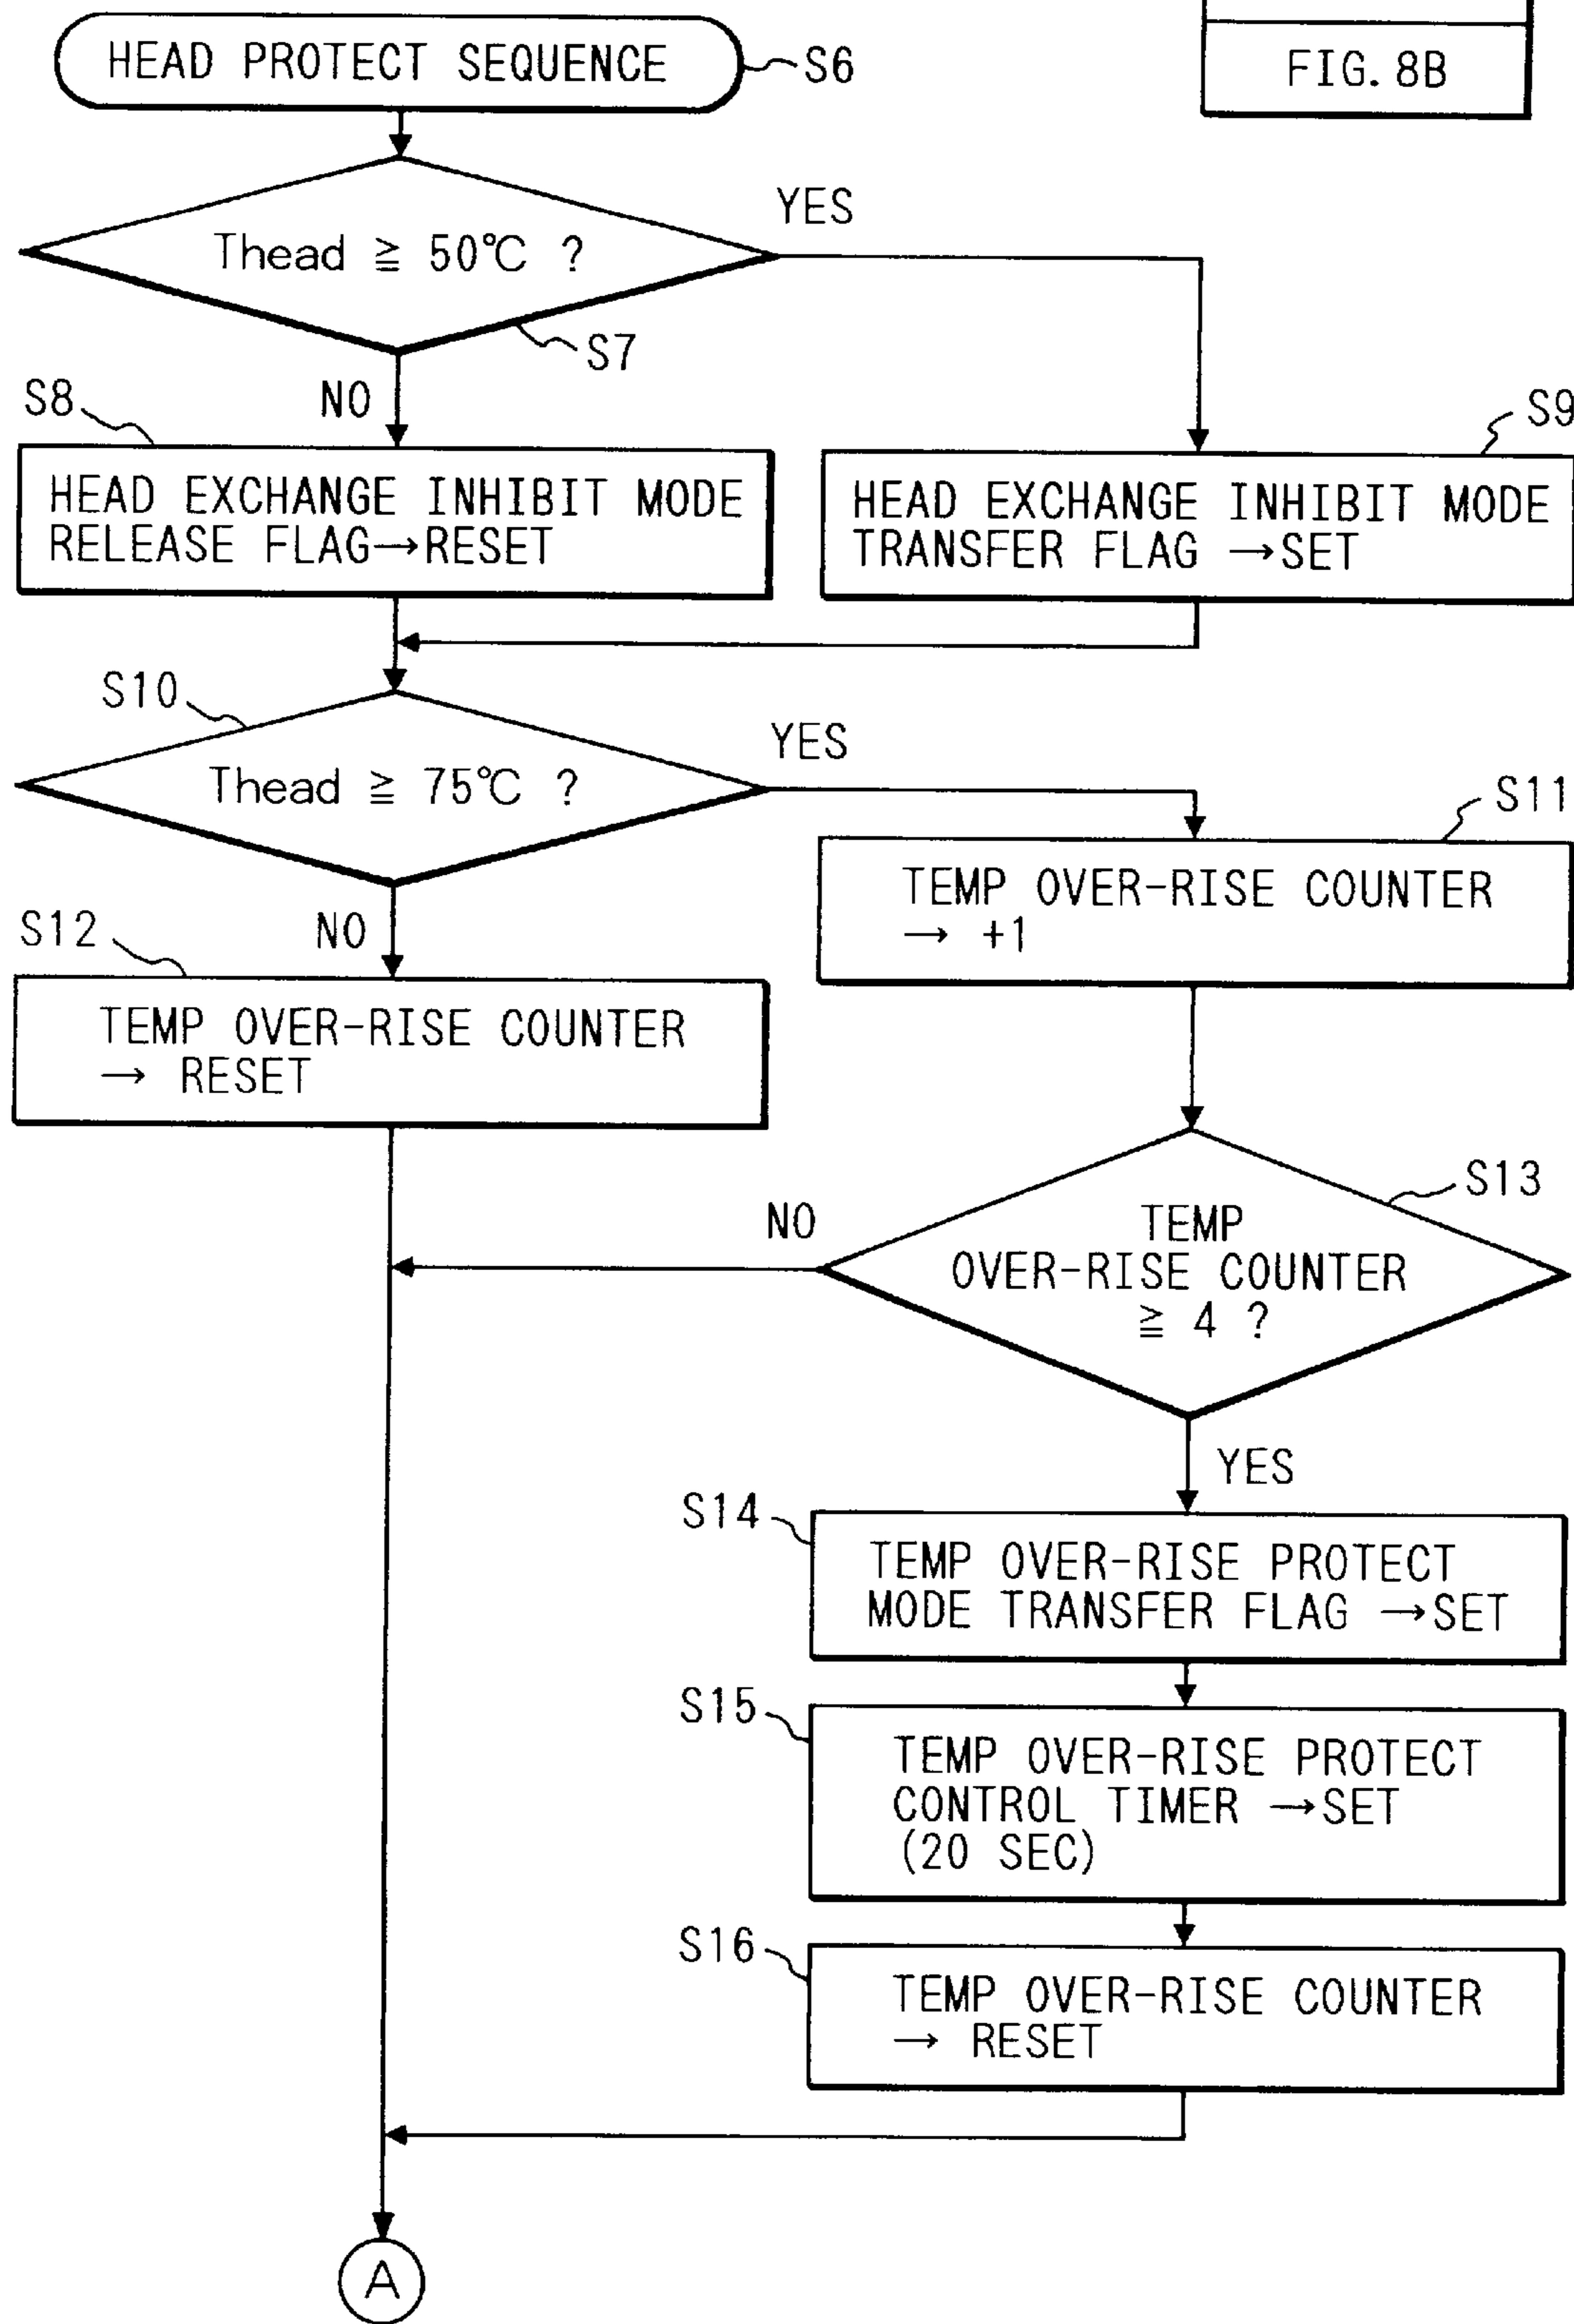 FIG. 8B
HEAD PROTECT SEQUENCE
S6
Thead ≧ 50℃ ?
YES
S7
NO
S8
HEAD EXCHANGE INHIBIT MODE
RELEASE FLAG→RESET
S9
HEAD EXCHANGE INHIBIT MODE
TRANSFER FLAG →SET
S10
Thead ≧ 75℃ ?
YES
S11
TEMP OVER-RISE COUNTER
→ +1
NO
S12
TEMP OVER-RISE COUNTER
→ RESET
S13
NO
TEMP
OVER-RISE COUNTER
≧ 4 ?
YES
S14
TEMP OVER-RISE PROTECT
MODE TRANSFER FLAG →SET
S15
TEMP OVER-RISE PROTECT
CONTROL TIMER →SET
(20 SEC)
S16
TEMP OVER-RISE COUNTER
→ RESET
A